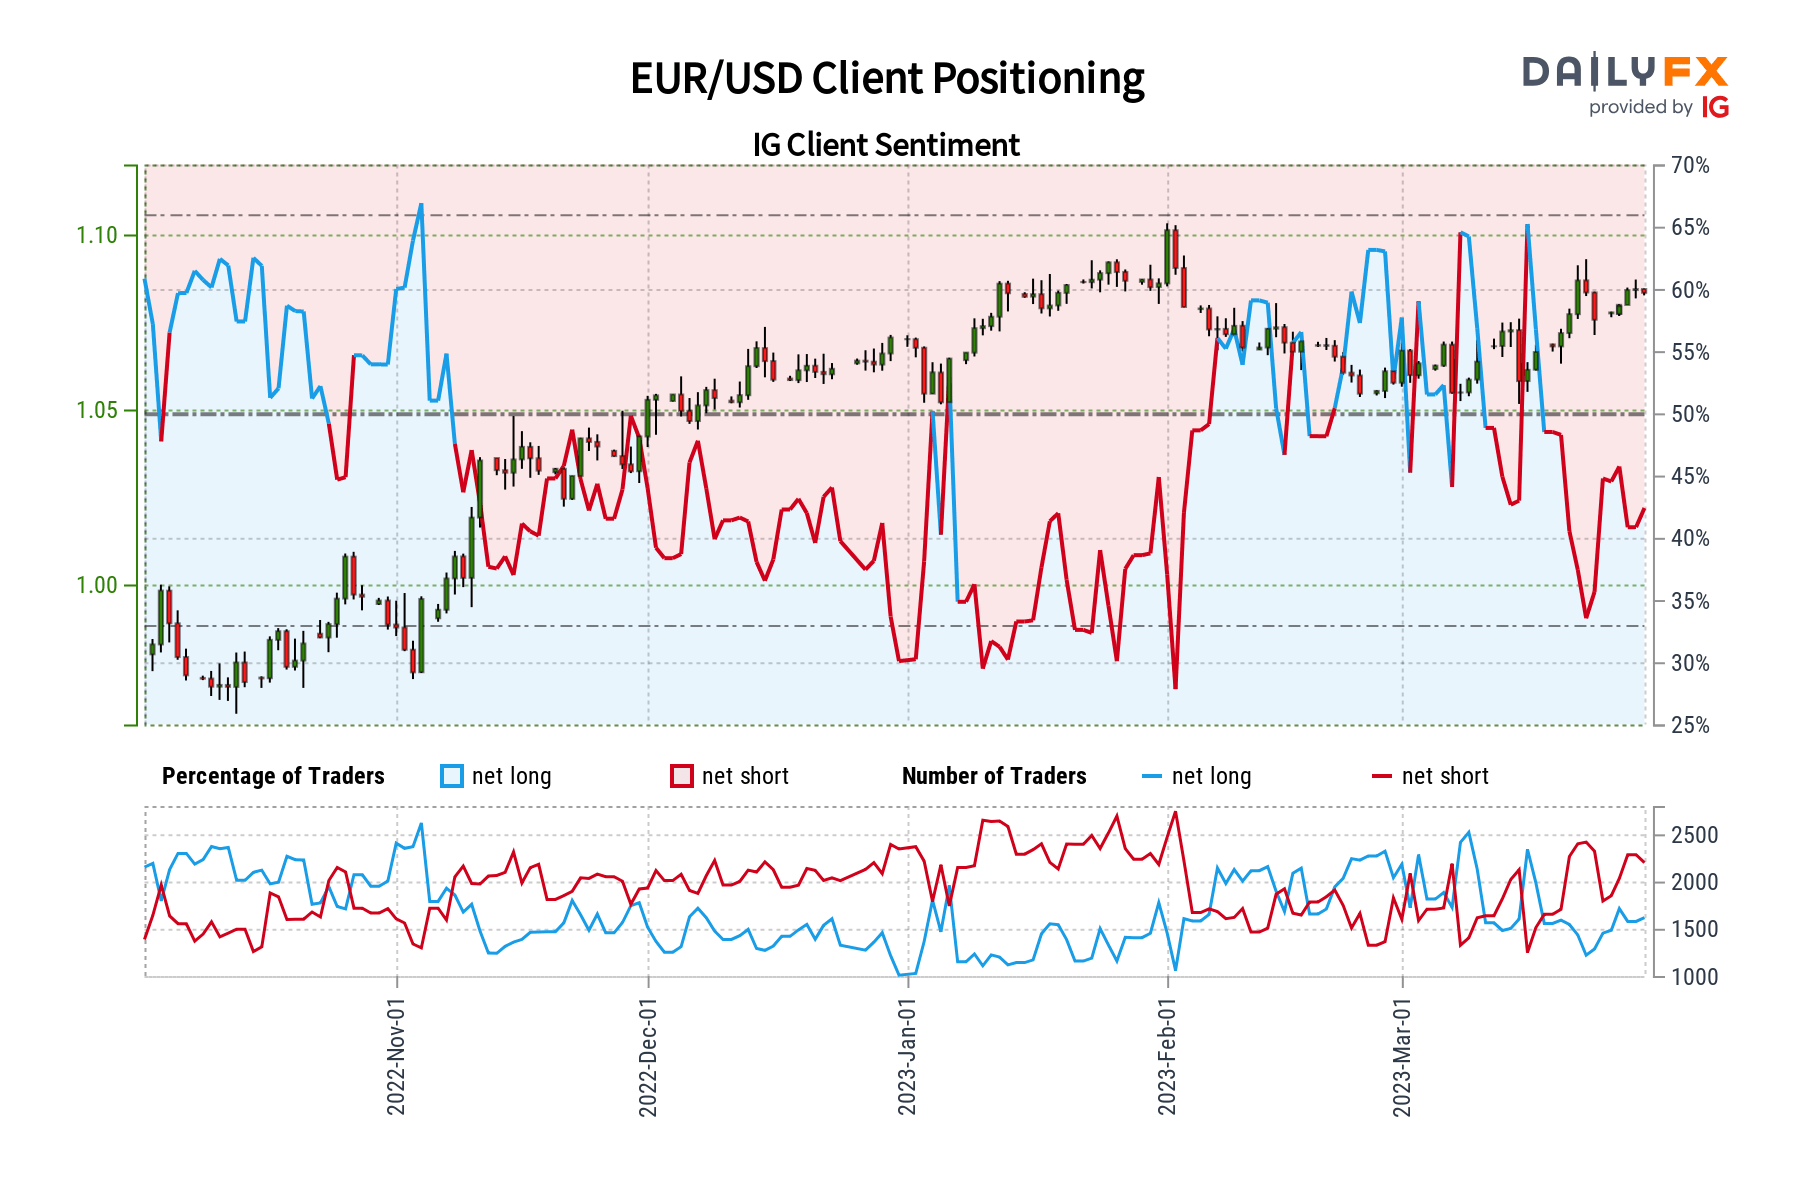 EUR/USD Client Positioning
DAILYFX
provided by IG
IG Client Sentiment
70%
65%
60%
55%
50%
45%
40%
35%
30%
25%
1.10
1.05
1.00
Percentage of Traders
net long
net short
Number of Traders
net long
net short
2500
2000
1500
1000
2022-Nov-01
2022-Dec-01
2023-Jan-01
2023-Feb-01
2023-Mar-01